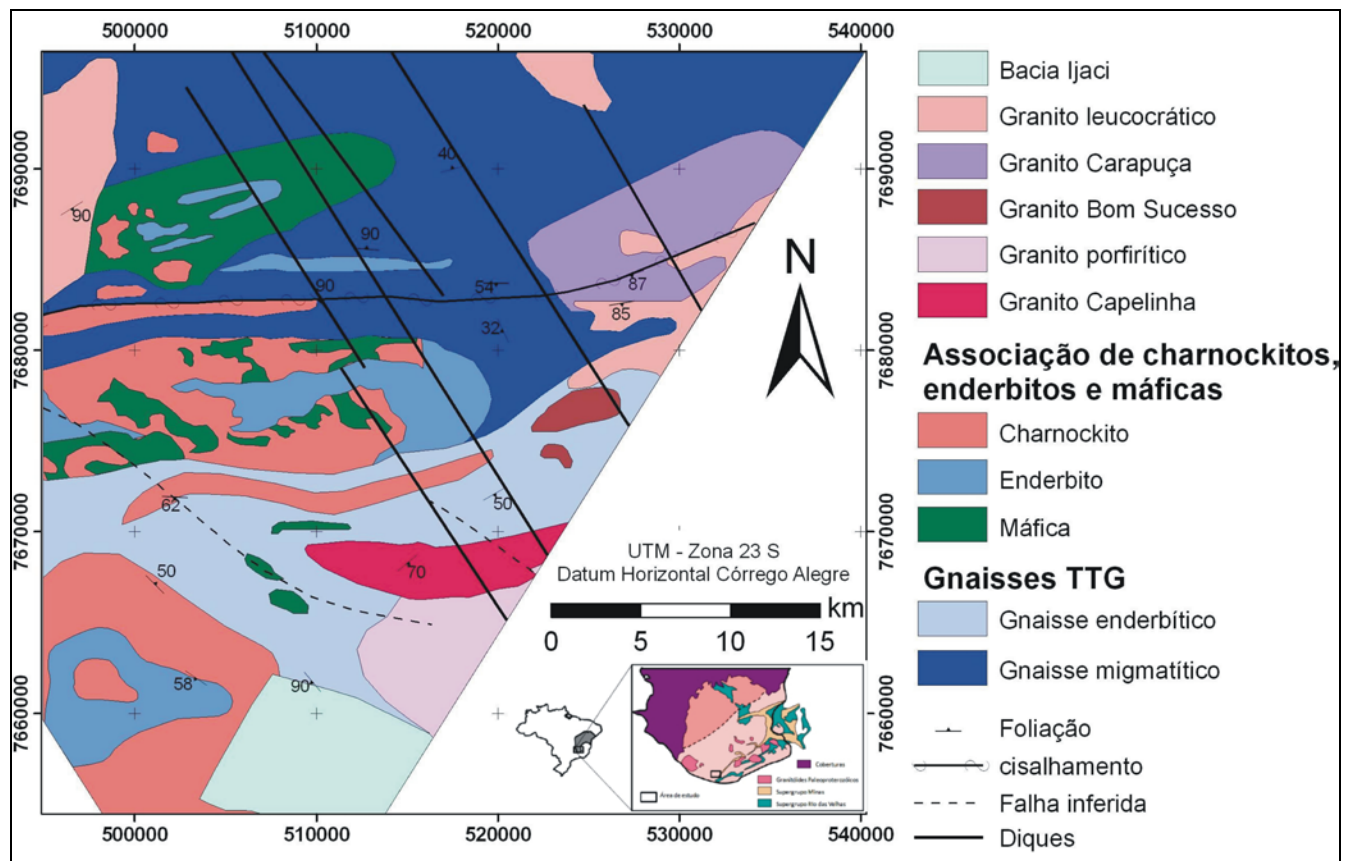 500000 510000 520000 530000 540000
7690000
7680000
7670000
7660000
7690000
7680000
7670000
7660000
40
90
90
90
54
87
85
32
62
50
70
50
58
90
N
UTM - Zona 23 S
Datum Horizontal Córrego Alegre
km
0 5 10 15
Coberturas
Granitóides Paleoproterozóicos
Supergrupo Minas
Supergrupo Rio das Velhas
Área de estudo
500000 510000 520000 530000 540000
Bacia Ijaci
Granito leucocrático
Granito Carapuça
Granito Bom Sucesso
Granito porfirítico
Granito Capelinha
Associação de charnockitos,
enderbitos e máficas
Charnockito
Enderbito
Máfica
Gnaisses TTG
Gnaisse enderbítico
Gnaisse migmatítico
Foliação
cisalhamento
Falha inferida
Diques